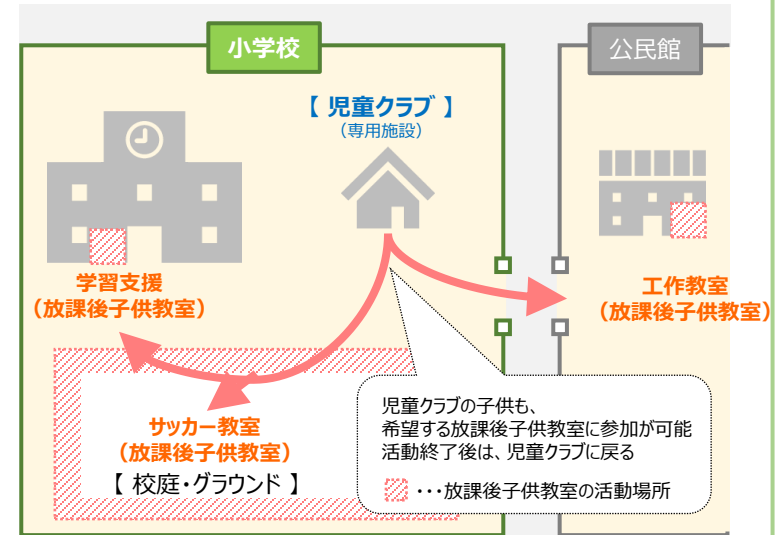 小学校
公民館
【 児童クラブ 】
（専用施設）
学習支援
（放課後子供教室）
工作教室
（放課後子供教室）
サッカー教室
（放課後子供教室）
【 校庭・グラウンド 】
児童クラブの子供も、
希望する放課後子供教室に参加が可能
活動終了後は、児童クラブに戻る
・・・放課後子供教室の活動場所